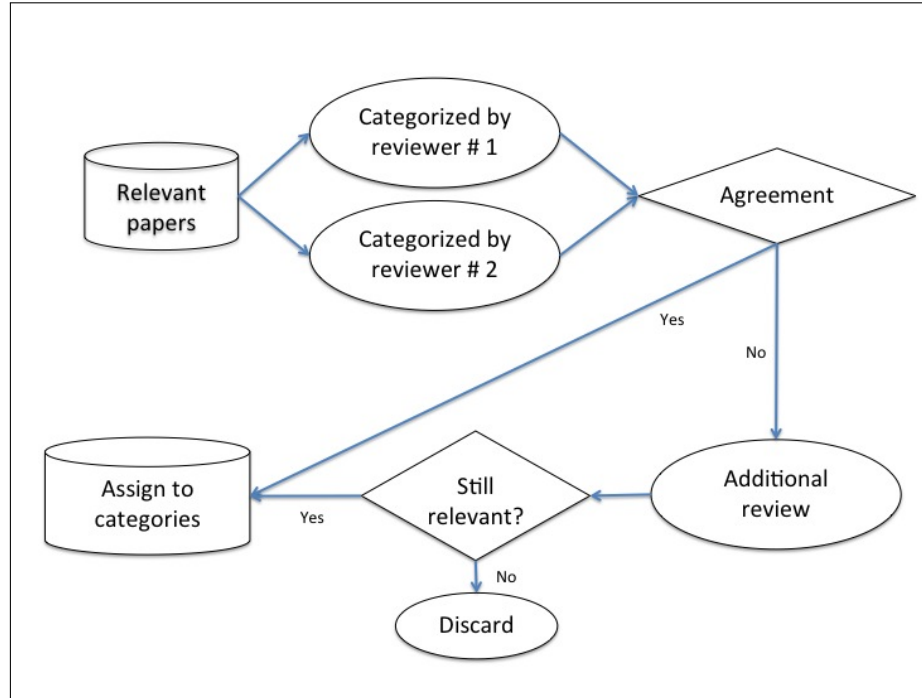 Categorized by
reviewer # 1
Relevant
papers
Agreement
Categorized by
reviewer # 2
Yes
No
Assign to
categories
Still
relevant?
Additional
review
Yes
No
Discard